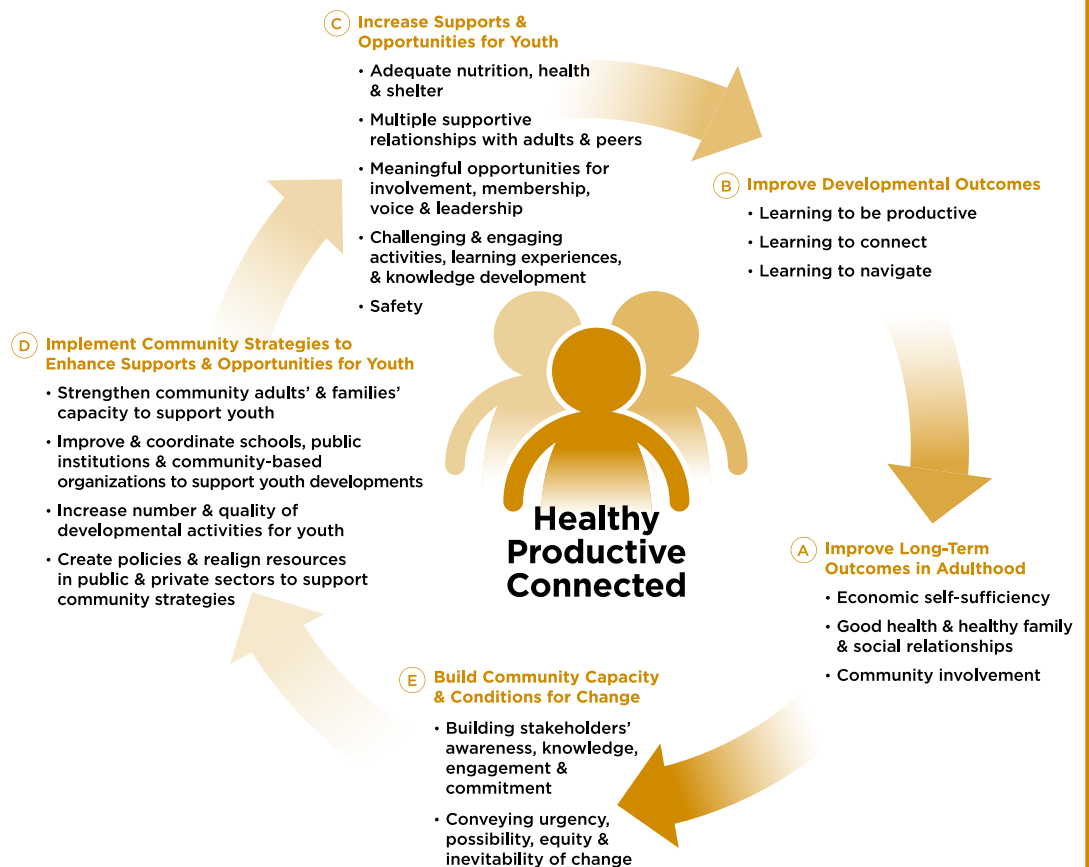 C Increase Supports &
Opportunities for Youth
• Adequate nutrition, health
& shelter
• Multiple supportive
relationships with adults & peers
• Meaningful opportunities for
involvement, membership,
voice & leadership
• Challenging & engaging
activities, learning experiences,
& knowledge development
• Safety
B Improve Developmental Outcomes
• Learning to be productive
• Learning to connect
• Learning to navigate
D Implement Community Strategies to
Enhance Supports & Opportunities for Youth
• Strengthen community adults' & families'
capacity to support youth
• Improve & coordinate schools, public
institutions & community-based
organizations to support youth developments
• Increase number & quality of
developmental activities for youth
• Create policies & realign resources
in public & private sectors to support
community strategies
Healthy
Productive
Connected
A Improve Long-Term
Outcomes in Adulthood
• Economic self-sufficiency
• Good health & healthy family
& social relationships
• Community involvement
E Build Community Capacity
& Conditions for Change
• Building stakeholders'
awareness, knowledge,
engagement &
commitment
• Conveying urgency,
possibility, equity &
inevitability of change